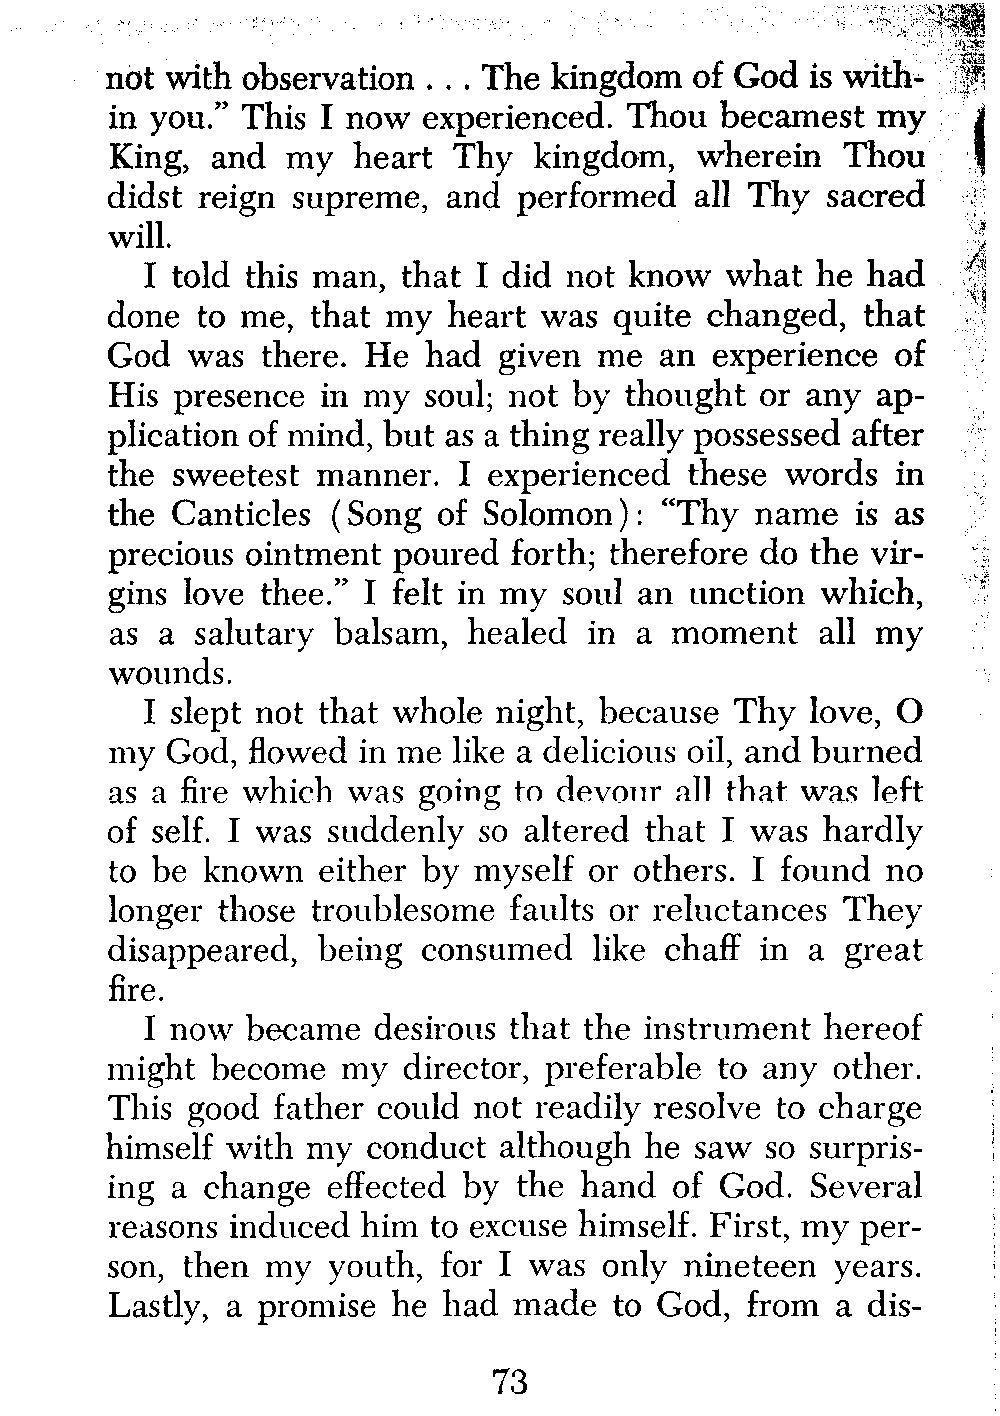 not with observation . . . The kingdom of God is with-
in you.” This I now experienced. Thou becamest my
King, and my heart Thy kingdom, wherein Thou
didst reign supreme, and performed all Thy sacred
will.
I told this man, that I did not know what he had
done to me, that my heart was quite changed, that
God was there. He had given me an experience of
His presence in my soul; not by thought or any ap-
plication of mind, but as a thing really possessed after
the sweetest manner. I experienced these words in
the Canticles (Song of Solomon): “Thy name is as
precious ointment poured forth; therefore do the vir-
gins love thee.” I felt in my soul an unction which,
as a salutary balsam, healed in a moment all my
wounds.
I slept not that whole night, because Thy love, O
my God, flowed in me like a delicious oil, and burned
as a fire which was going to devour all that was left
of self. I was suddenly so altered that I was hardly
to be known either by myself or others. I found no
longer those troublesome faults or reluctances They
disappeared, being consumed like chaff in a great
fire.
I now became desirous that the instrument hereof
might become my director, preferable to any other.
This good father could not readily resolve to charge
himself with my conduct although he saw so surpris-
ing a change effected by the hand of God. Several
reasons induced him to excuse himself. First, my per-
son, then my youth, for I was only nineteen years.
Lastly, a promise he had made to God, from a dis-
73